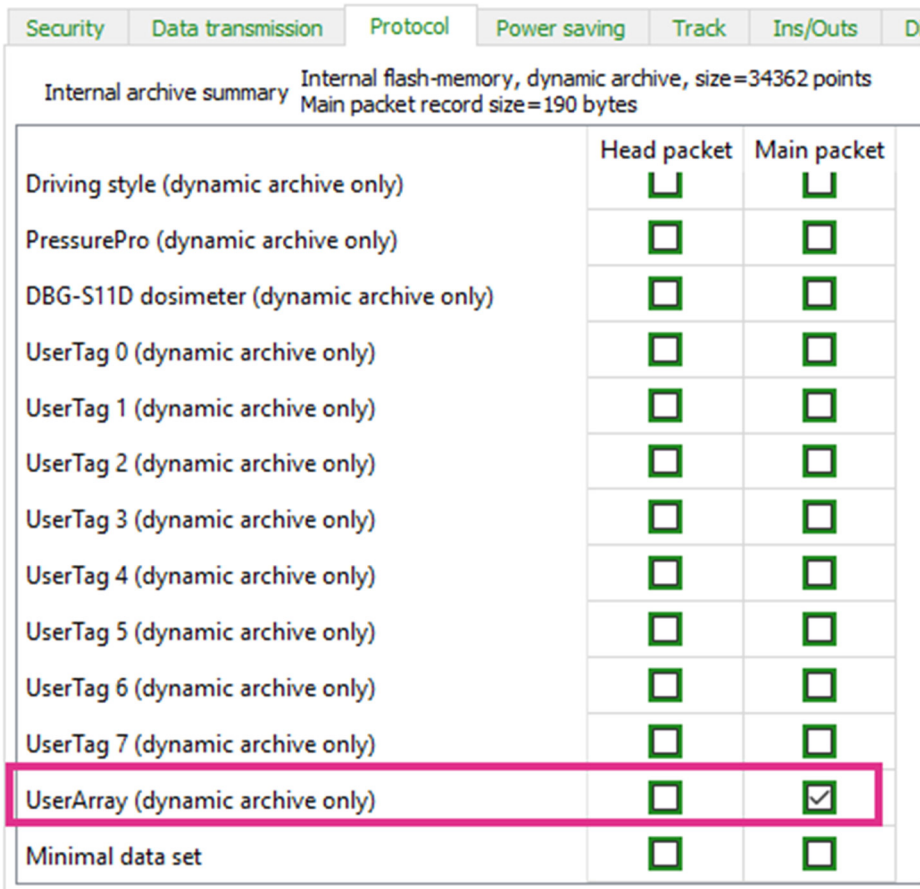 Security Data transmission Protocol Power saving Track Ins/Outs
Internal archive summary Internal flash-memory, dynamic archive, size=34362 points
Main packet record size=190 bytes
Head packet Main packet
Driving style (dynamic archive only)
PressurePro (dynamic archive only)
DBG-S11D dosimeter (dynamic archive only)
UserTag 0 (dynamic archive only)
UserTag 1 (dynamic archive only)
UserTag 2 (dynamic archive only)
UserTag 3 (dynamic archive only)
UserTag 4 (dynamic archive only)
UserTag 5 (dynamic archive only)
UserTag 6 (dynamic archive only)
UserTag 7 (dynamic archive only)
UserArray (dynamic archive only)
Minimal data set